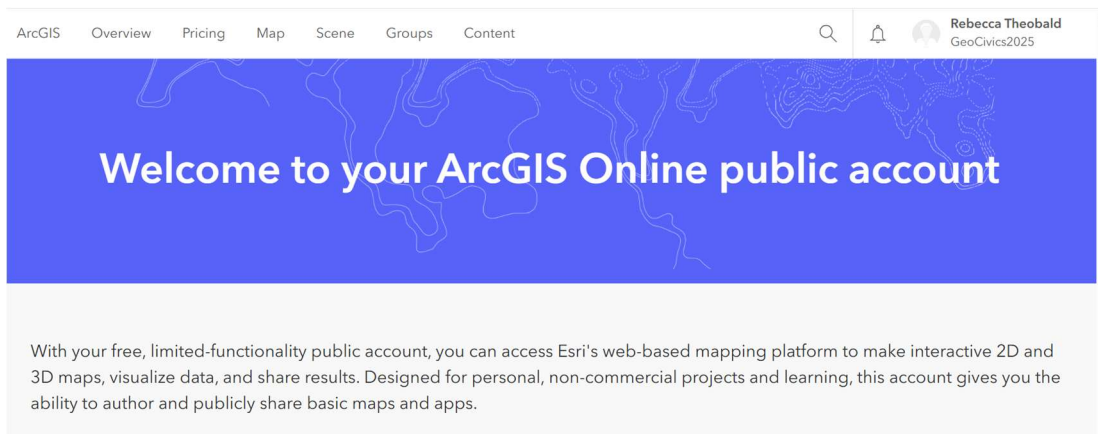 ArcGIS Overview Pricing Map Scene Groups Content
Rebecca Theobald
GeoCivics2025
Welcome to your ArcGIS Online public account
With your free, limited-functionality public account, you can access Esri's web-based mapping platform to make interactive 2D and
3D maps, visualize data, and share results. Designed for personal, non-commercial projects and learning, this account gives you the
ability to author and publicly share basic maps and apps.